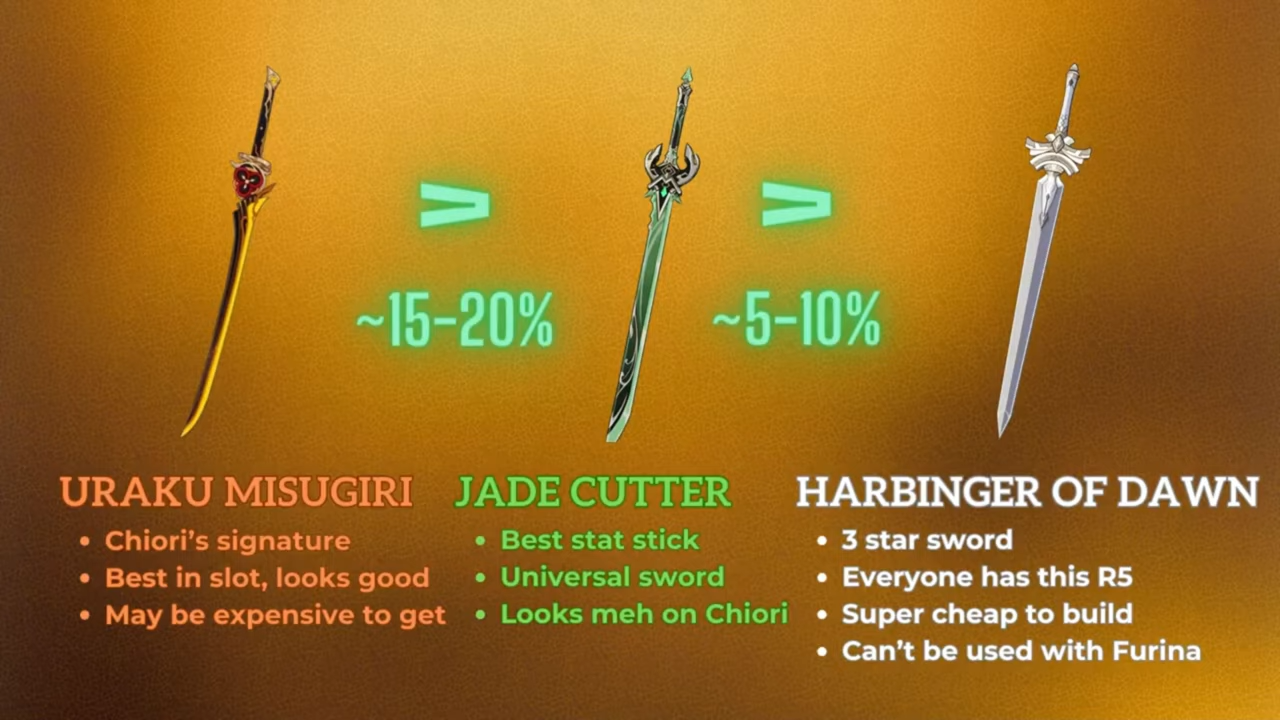 >
>
~15-20%
~5-10%
URAKU MISUGIRI
• Chiori's signature
• Best in slot, looks good
• May be expensive to get
JADE CUTTER
• Best stat stick
• Universal sword
• Looks meh on Chiori
HARBINGER OF DAWN
• 3 star sword
• Everyone has this R5
• Super cheap to build
• Can't be used with Furina